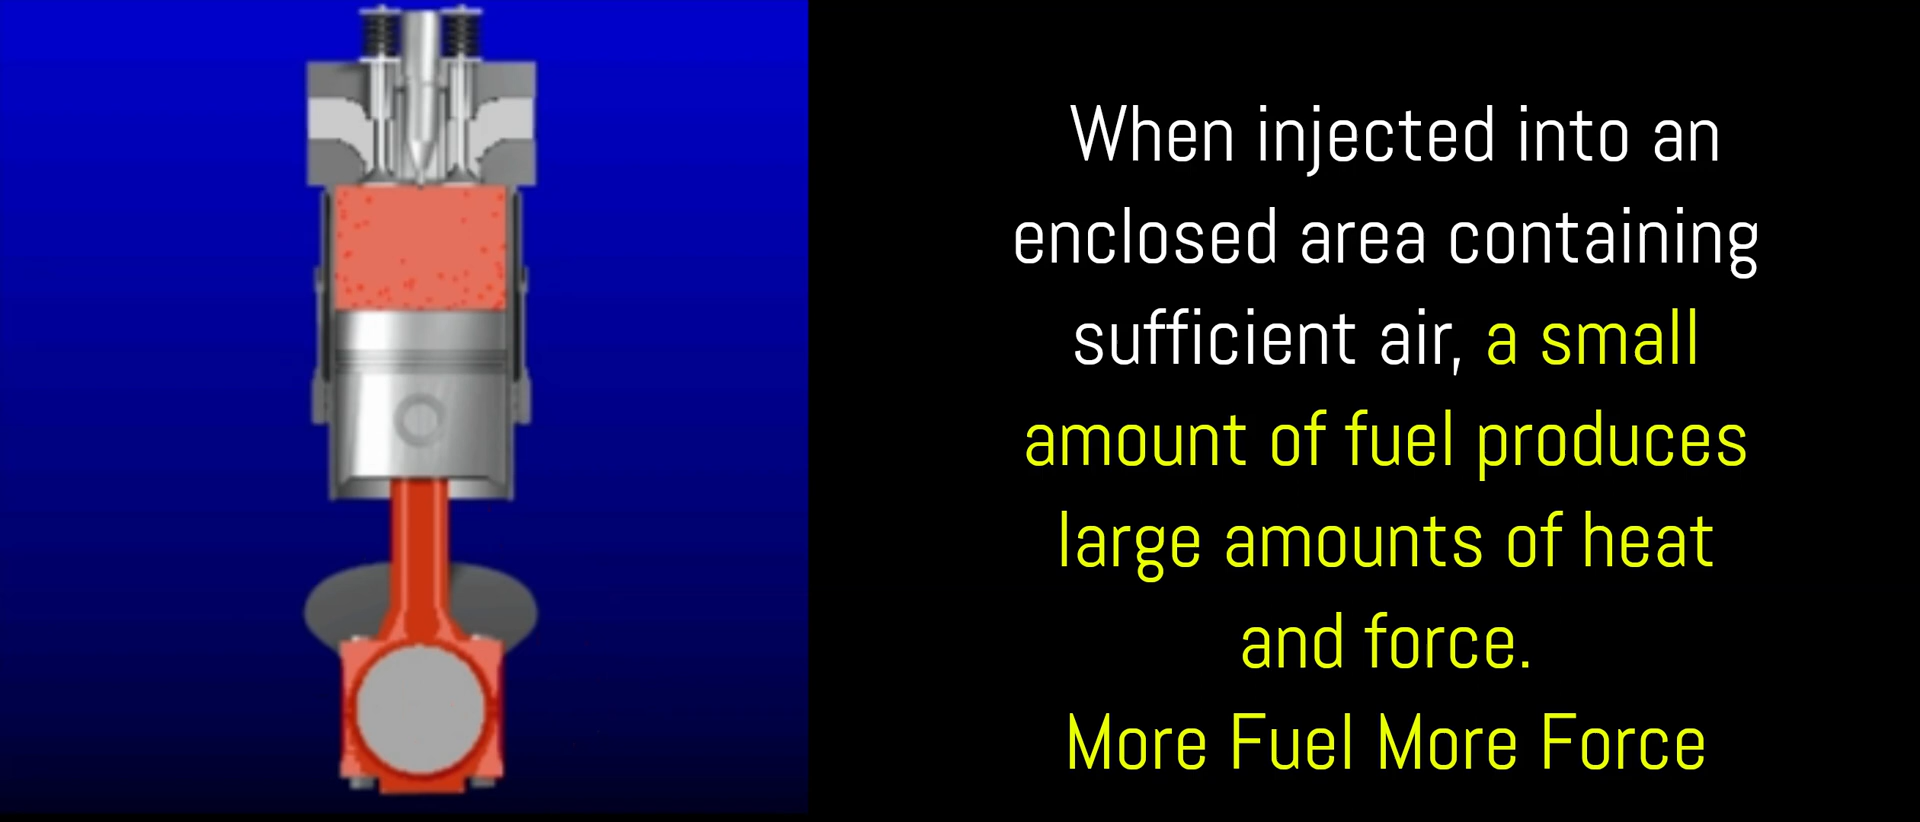 When injected into an
enclosed area containing
sufficient air, a small
amount of fuel produces
large amounts of heat
and force.
More Fuel More Force